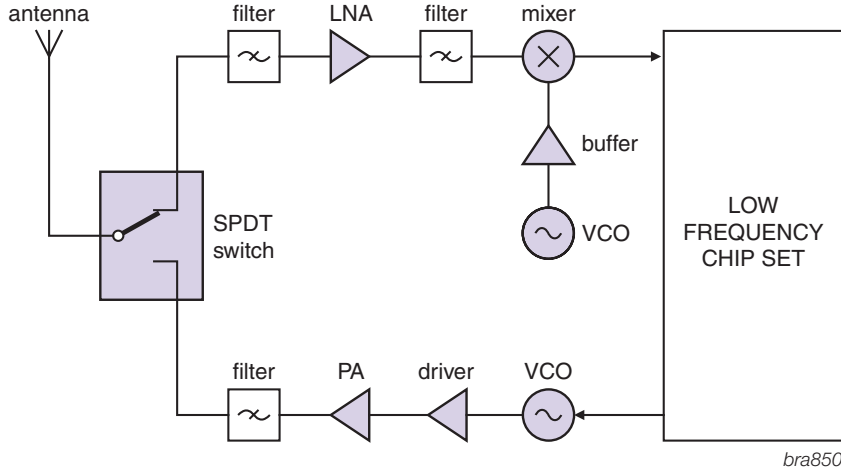 antenna
filter
LNA
filter
mixer
buffer
VCO
SPDT
switch
LOW
FREQUENCY
CHIP SET
filter
PA
driver
VCO
bra850